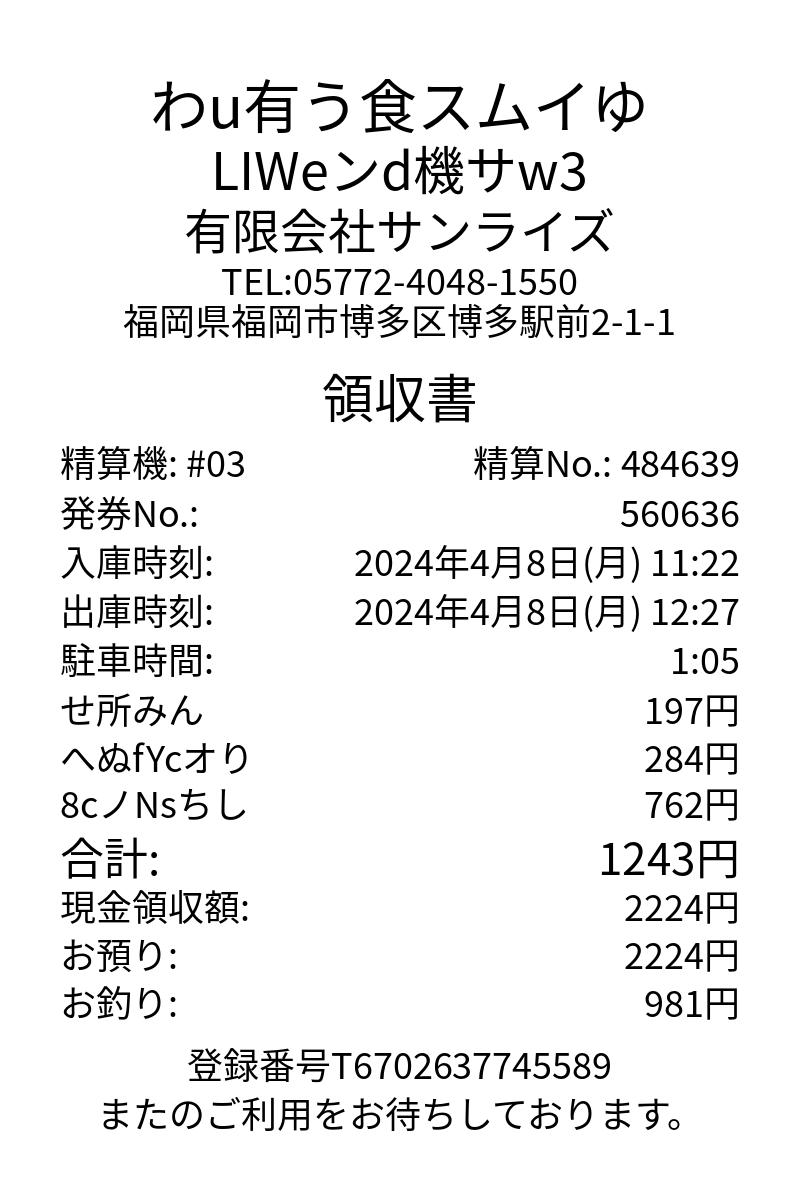 わu有う食スムイゆ
LIWeンd機サw3
有限会社サンライズ
TEL:05772-4048-1550
福岡県福岡市博多区博多駅前2-1-1
領収書
精算機: #03 精算No.: 484639
発券No.: 560636
入庫時刻: 2024年4月8日(月) 11:22
出庫時刻: 2024年4月8日(月) 12:27
駐車時間: 1:05
せ所みん 197円
へぬfYcオり 284円
8cノNsちし 762円
合計: 1243円
現金領収額: 2224円
お預り: 2224円
お釣り: 981円
登録番号T6702637745589
またのご利用をお待ちしております。